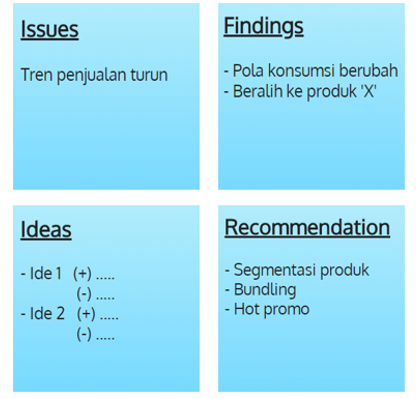 Issues
Tren penjualan turun
Findings
- Pola konsumsi berubah
- Beralih ke produk 'X'
Ideas
- Ide 1 (+) .....
(-) .....
- Ide 2 (+) .....
(-) .....
Recommendation
- Segmentasi produk
- Bundling
- Hot promo